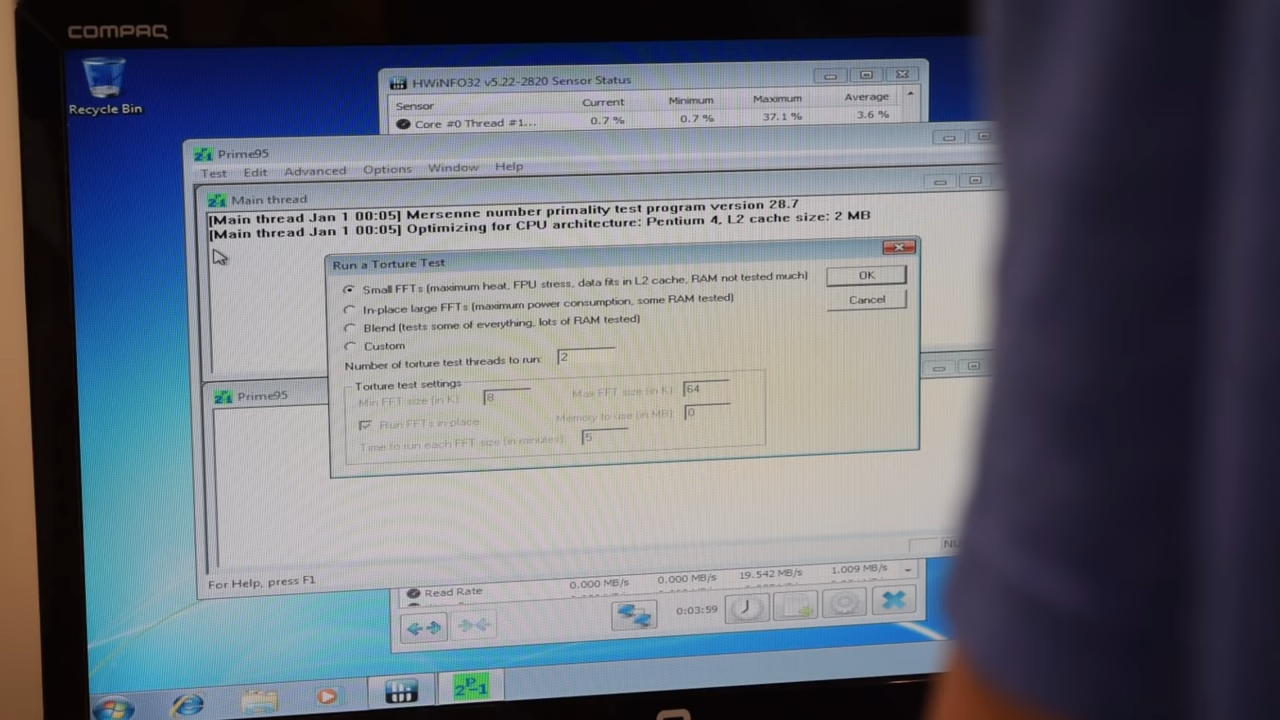 COMPAQ
Recycle Bin
HWiNFO32 v5.22-2820 Sensor Status
Sensor Current Minimum Maximum Average
Core #0 Thread #1... 0.7 % 0.7 % 37.1 % 3.6 %
Prime95
Test Edit Advanced Options Window Help
Main thread
[Main thread Jan 1 00:05] Mersenne number primality test program version 28.7
[Main thread Jan 1 00:05] Optimizing for CPU architecture: Pentium 4, L2 cache size: 2 MB
Run a Torture Test
Small FFTs (maximum heat, FPU stress, data fits in L2 cache, RAM not tested much)
OK
In-place large FFTs (maximum power consumption, some RAM tested)
Cancel
Blend (tests some of everything, lots of RAM tested)
Custom
Number of torture test threads to run: 2
Torture test settings
Min FFT size (in K) 8 Max FFT size (in K) 64
Run FFTs in-place Memory to use (in MB) 0
Time to run each FFT size (in minutes) 5
Prime95
For Help, press F1
Read Rate 0.000 MB/s 0.000 MB/s 19.542 MB/s 1.009 MB/s
0:03:59